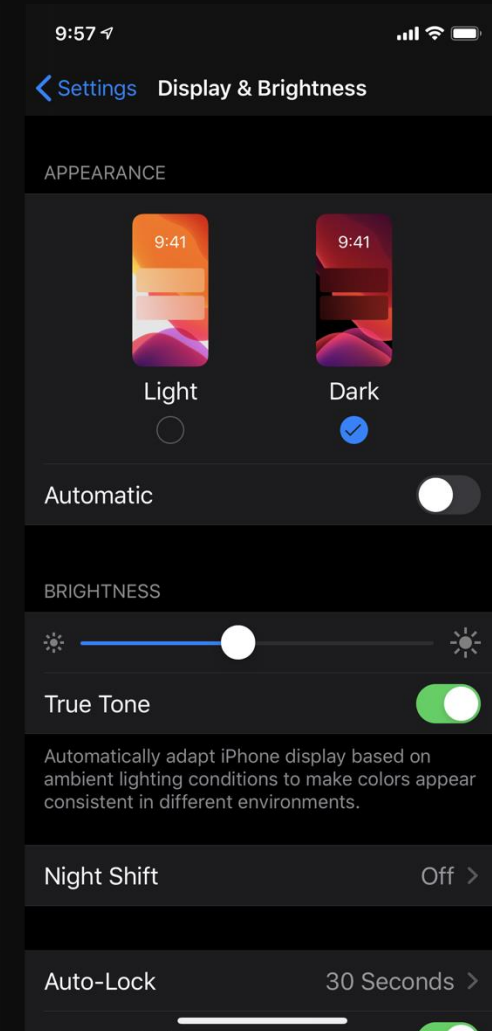 9:57
Settings Display & Brightness
APPEARANCE
9:41 9:41
Light Dark
Automatic
BRIGHTNESS
True Tone
Automatically adapt iPhone display based on
ambient lighting conditions to make colors appear
consistent in different environments.
Night Shift Off
Auto-Lock 30 Seconds